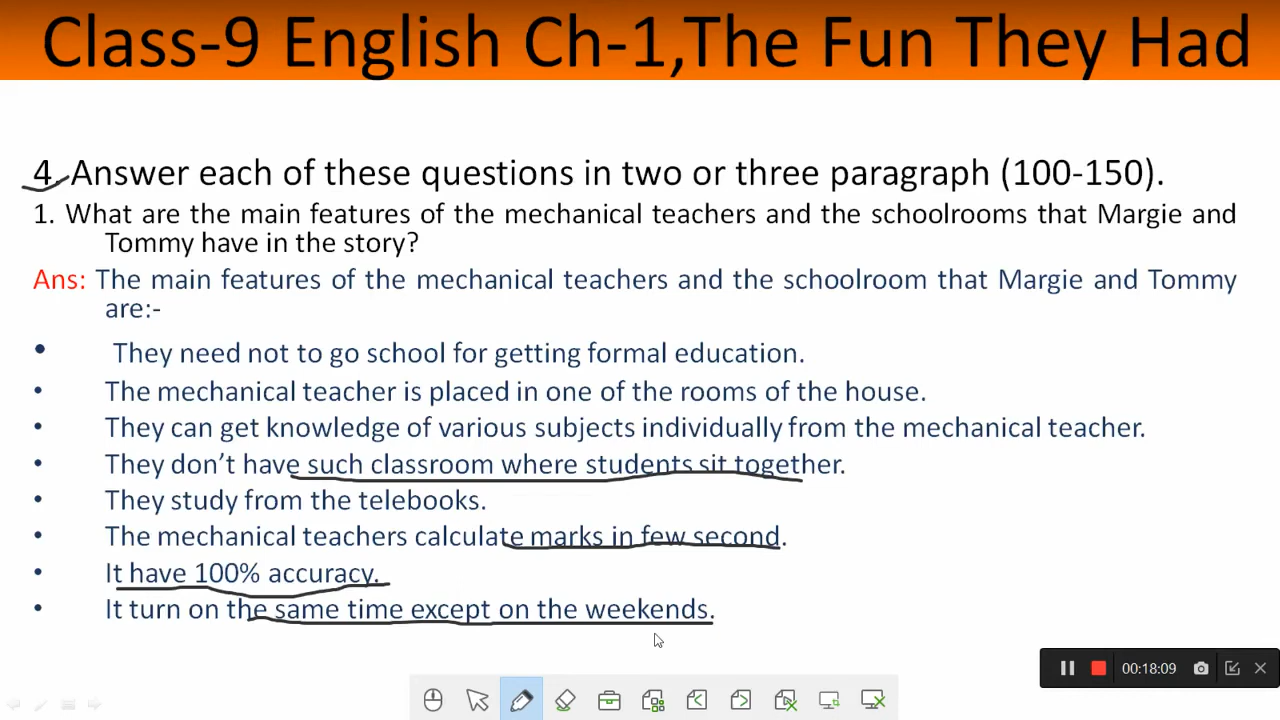 Class-9 English Ch-1,The Fun They Had
4. Answer each of these questions in two or three paragraph (100-150).
1. What are the main features of the mechanical teachers and the schoolrooms that Margie and
Tommy have in the story?
Ans: The main features of the mechanical teachers and the schoolroom that Margie and Tommy
are:-
• They need not to go school for getting formal education.
• The mechanical teacher is placed in one of the rooms of the house.
• They can get knowledge of various subjects individually from the mechanical teacher.
• They don't have such classroom where students sit together.
• They study from the telebooks.
• The mechanical teachers calculate marks in few second.
• It have 100% accuracy.
• It turn on the same time except on the weekends.
00:18:09